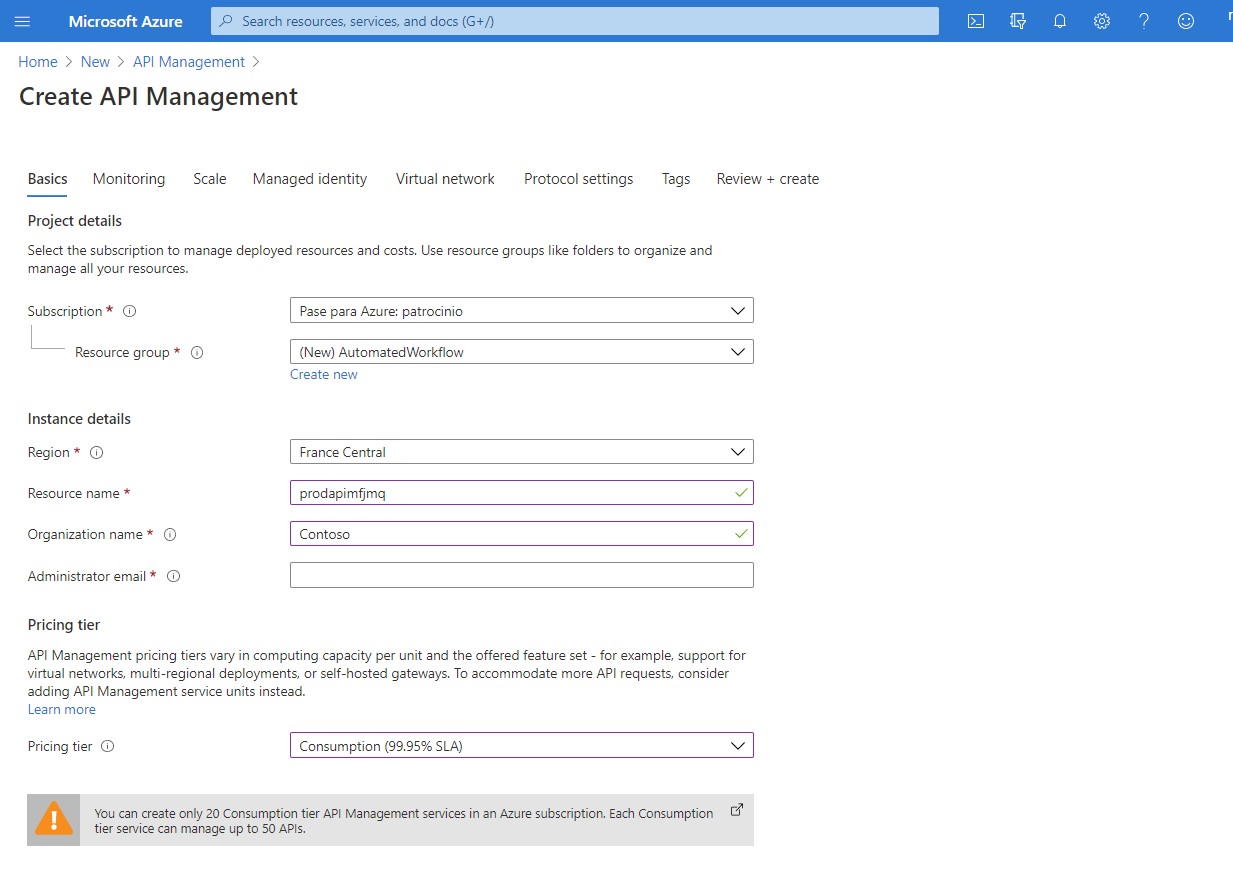 Microsoft Azure
Search resources, services, and docs (G+/)
Home > New > API Management >
Create API Management
Basics Monitoring Scale Managed identity Virtual network Protocol settings Tags Review + create
Project details
Select the subscription to manage deployed resources and costs. Use resource groups like folders to organize and
manage all your resources.
Subscription * Pase para Azure: patrocinio
Resource group * (New) AutomatedWorkflow
Create new
Instance details
Region * France Central
Resource name * prodapimfjmq
Organization name * Contoso
Administrator email *
Pricing tier
API Management pricing tiers vary in computing capacity per unit and the offered feature set - for example, support for
virtual networks, multi-regional deployments, or self-hosted gateways. To accommodate more API requests, consider
adding API Management service units instead.
Learn more
Pricing tier Consumption (99.95% SLA)
You can create only 20 Consumption tier API Management services in an Azure subscription. Each Consumption
tier service can manage up to 50 APIs.